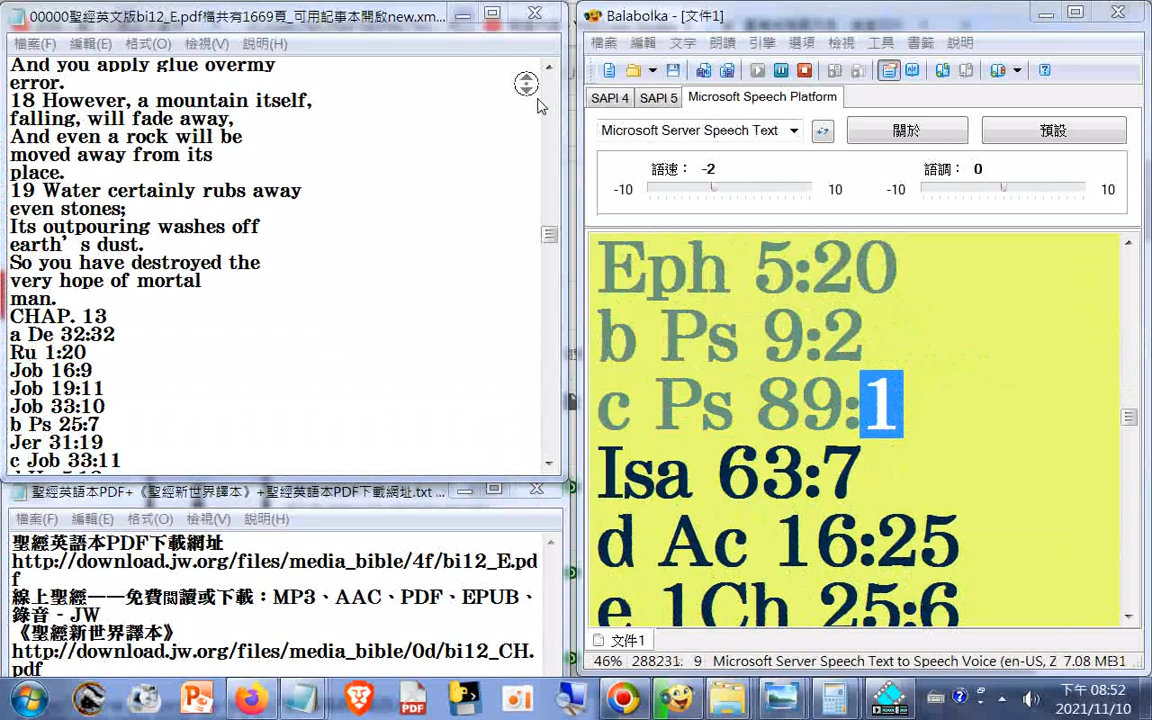 00000聖經英文版bi12_E.pdf檔共有1669頁_可用記事本開啟new.xm...
檔案(F) 編輯(E) 格式(O) 檢視(V) 說明(H)
And you apply glue overmy
error.
18 However, a mountain itself,
falling, will fade away,
And even a rock will be
moved away from its
place.
19 Water certainly rubs away
even stones;
Its outpouring washes off
earth’s dust.
So you have destroyed the
very hope of mortal
man.
CHAP. 13
a De 32:32
Ru 1:20
Job 16:9
Job 19:11
Job 33:10
b Ps 25:7
Jer 31:19
c Job 33:11
聖經英語本PDF+《聖經新世界譯本》+聖經英語本PDF下載網址.txt ...
檔案(F) 編輯(E) 格式(O) 檢視(V) 說明(H)
聖經英語本PDF下載網址
http://download.jw.org/files/media_bible/4f/bi12_E.pd
f
線上聖經——免費閱讀或下載：MP3、AAC、PDF、EPUB、
錄音 - JW
《聖經新世界譯本》
http://download.jw.org/files/media_bible/0d/bi12_CH.
pdf
Balabolka - [文件1]
檔案 編輯 文字 朗讀 引擎 選項 檢視 工具 書籤 說明
SAPI 4 SAPI 5 Microsoft Speech Platform
Microsoft Server Speech Text 關於 預設
語速： -2 語調： 0
-10 10 -10 10
Eph 5:20
b Ps 9:2
c Ps 89:1
Isa 63:7
d Ac 16:25
e 1Ch 25:6
文件1
46% 288231: 9 Microsoft Server Speech Text to Speech Voice (en-US, Z 7.08 MB1
PDF
下午 08:52
2021/11/10